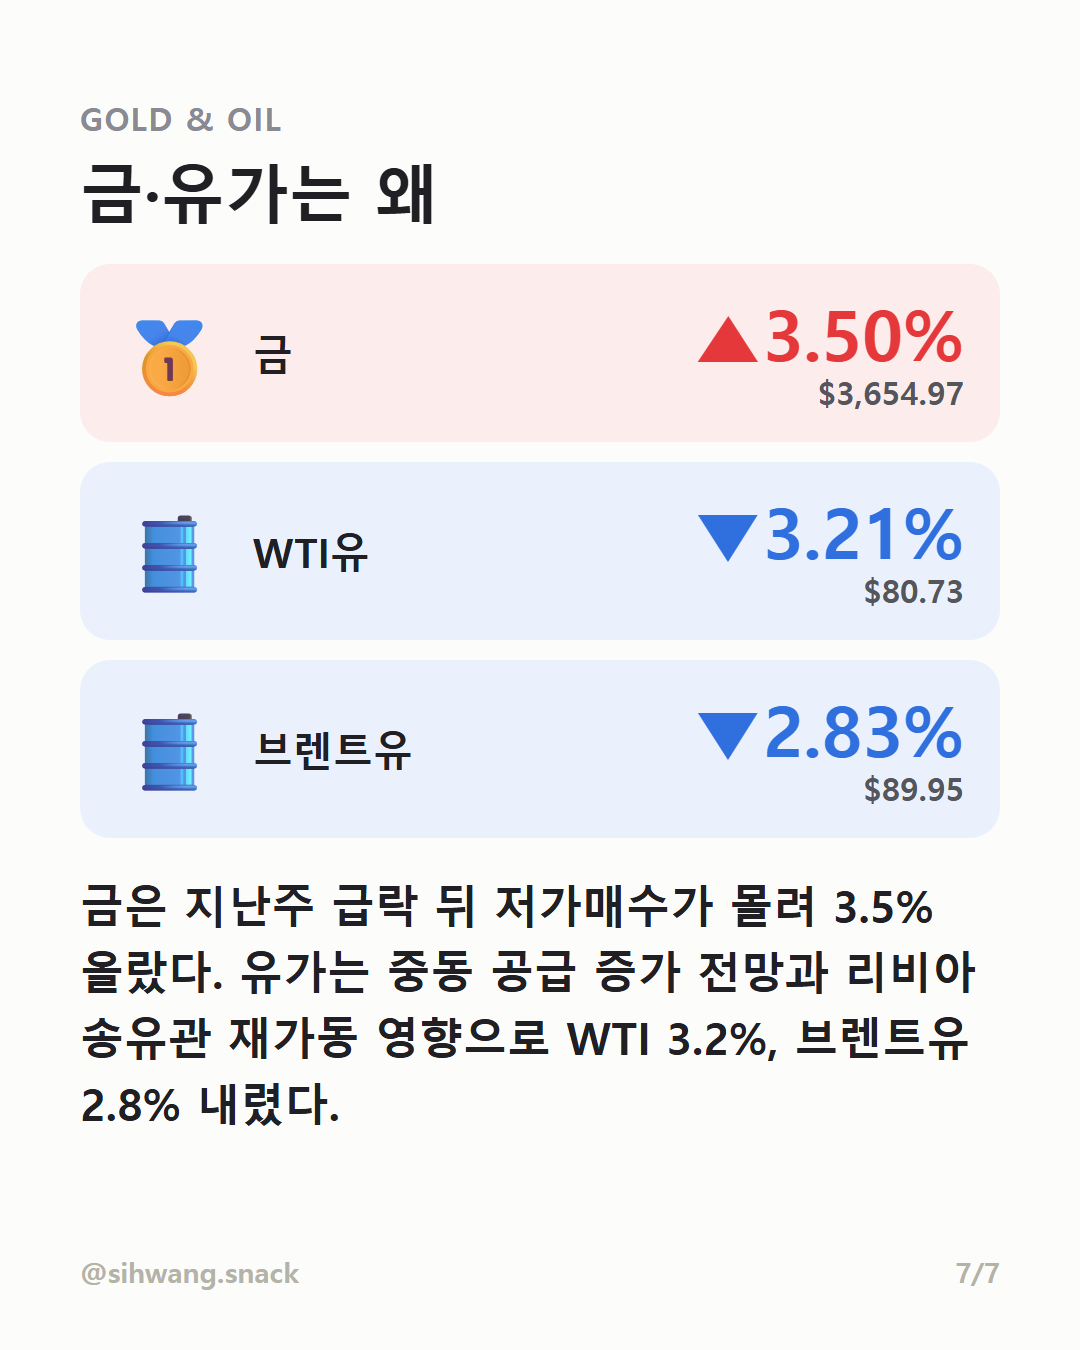 GOLD & OIL
금·유가는 왜
1
금
▲3.50%
$3,654.97
WTI유
▼3.21%
$80.73
브렌트유
▼2.83%
$89.95
금은 지난주 급락 뒤 저가매수가 몰려 3.5%
올랐다. 유가는 중동 공급 증가 전망과 리비아
송유관 재가동 영향으로 WTI 3.2%, 브렌트유
2.8% 내렸다.
@sihwang.snack
7/7